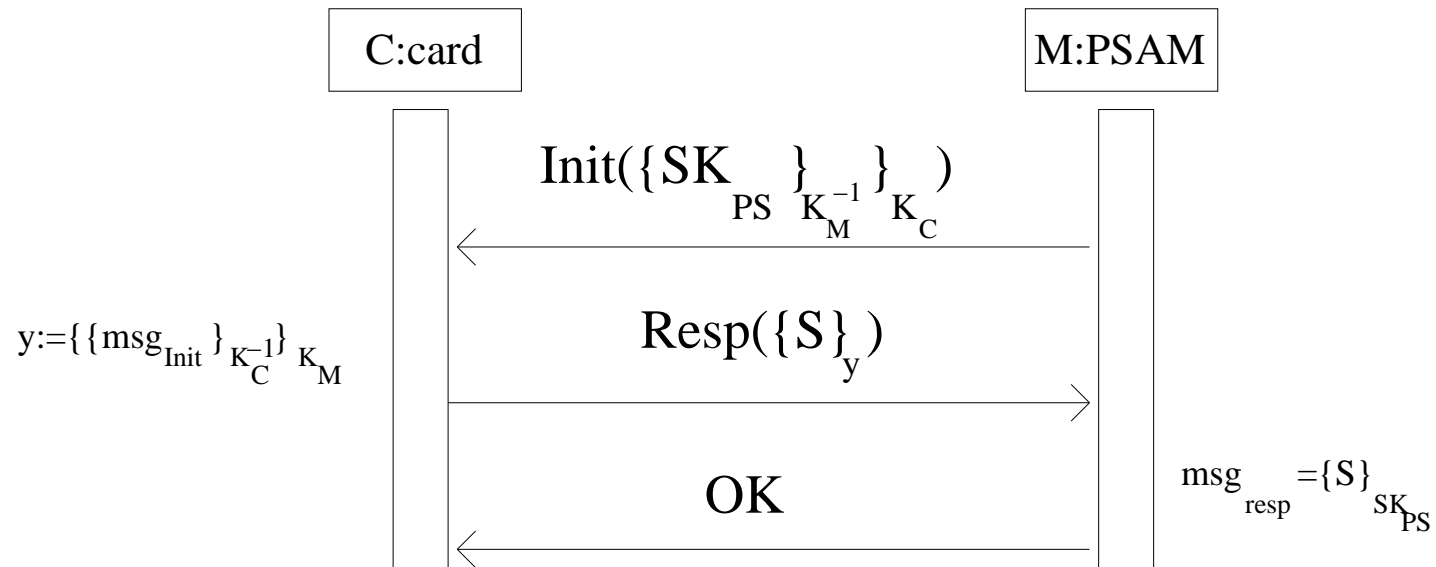 C:card
M:PSAM
Init({SK_PS }_K_M^−1 }_K_C )
y:={{msg_Init }_K_C^−1}_K_M
Resp({S}_y )
OK
msg_resp ={S}_SK_PS